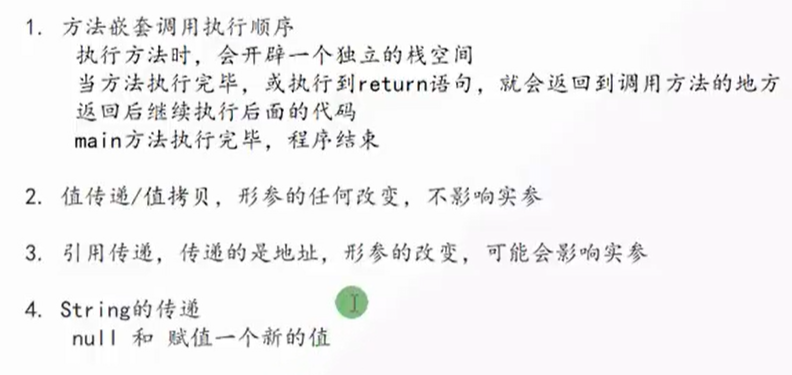 1. 方法嵌套调用执行顺序
执行方法时，会开辟一个独立的栈空间
当方法执行完毕，或执行到return语句，就会返回到调用方法的地方
返回后继续执行后面的代码
main方法执行完毕，程序结束
2. 值传递/值拷贝，形参的任何改变，不影响实参
3. 引用传递，传递的是地址，形参的改变，可能会影响实参
4. String的传递
null 和 赋值一个新的值